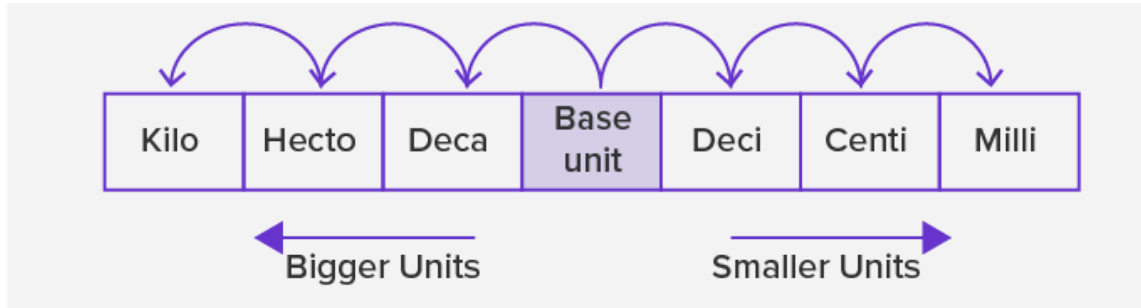 Kilo
Hecto
Deca
Base
unit
Deci
Centi
Milli
Bigger Units
Smaller Units